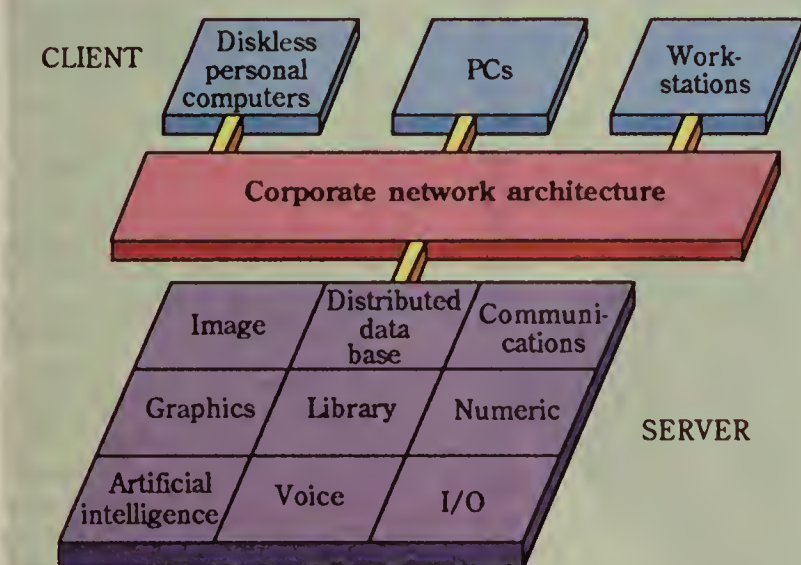 CLIENT
Diskless
personal
computers
PCs
Work-
stations
Corporate network architecture
Image
Distributed
data
base
Communi-
cations
Graphics
Library
Numeric
SERVER
Artificial
intelligence
Voice
I/O